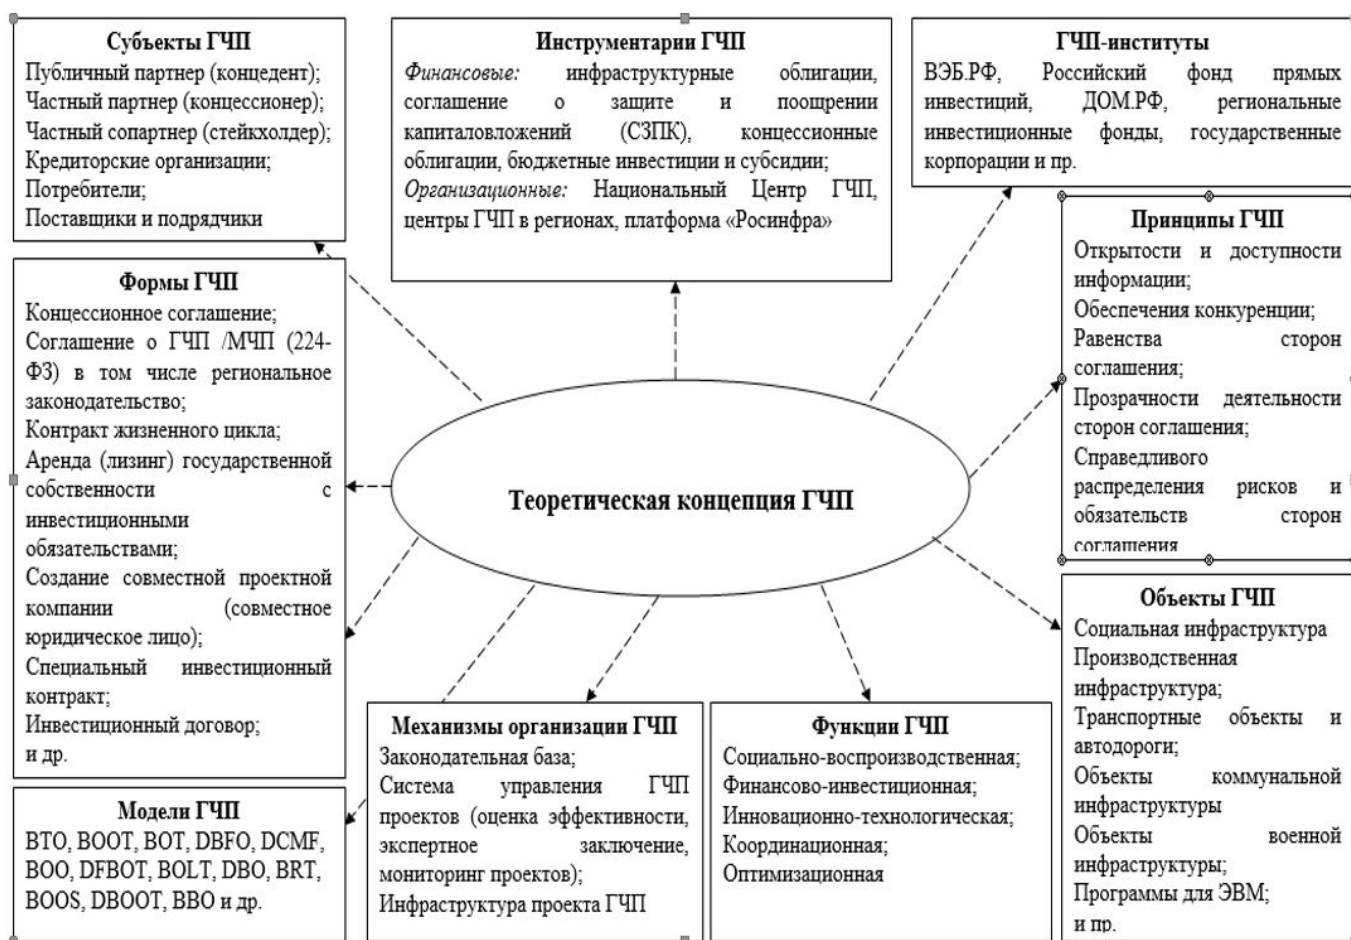 Субъекты ГЧП
Публичный партнер (концедент);
Частный партнер (концессионер);
Частный сопартнер (стейкхолдер);
Кредиторские организации;
Потребители;
Поставщики и подрядчики
Инструментарии ГЧП
Финансовые: инфраструктурные облигации,
соглашение о защите и поощрении
капиталовложений (СЗПК), концессионные
облигации, бюджетные инвестиции и субсидии;
Организационные: Национальный Центр ГЧП,
центры ГЧП в регионах, платформа «Росинфра»
ГЧП-институты
ВЭБ.РФ, Российский фонд прямых
инвестиций, ДОМ.РФ, региональные
инвестиционные фонды, государственные
корпорации и пр.
Формы ГЧП
Концессионное соглашение;
Соглашение о ГЧП /МЧП (224-
ФЗ) в том числе региональное
законодательство;
Контракт жизненного цикла;
Аренда (лизинг) государственной
собственности с
инвестиционными
обязательствами;
Создание совместной проектной
компании (совместное
юридическое лицо);
Специальный инвестиционный
контракт;
Инвестиционный договор;
и др.
Теоретическая концепция ГЧП
Принципы ГЧП
Открытости и доступности
информации;
Обеспечения конкуренции;
Равенства сторон
соглашения;
Прозрачности деятельности
сторон соглашения;
Справедливого
распределения рисков и
обязательств сторон
соглашения
Модели ГЧП
BTO, BOOT, BOT, DBFO, DCMF,
BOO, DFBOT, BOLT, DBO, BRT,
BOOS, DBOOT, BBO и др.
Механизмы организации ГЧП
Законодательная база;
Система управления ГЧП
проектов (оценка эффективности,
экспертное заключение,
мониторинг проектов);
Инфраструктура проекта ГЧП
Функции ГЧП
Социально-воспроизводственная;
Финансово-инвестиционная;
Инновационно-технологическая;
Координационная;
Оптимизационная
Объекты ГЧП
Социальная инфраструктура
Производственная
инфраструктура;
Транспортные объекты и
автодороги;
Объекты коммунальной
инфраструктуры
Объекты военной
инфраструктуры;
Программы для ЭВМ;
и пр.